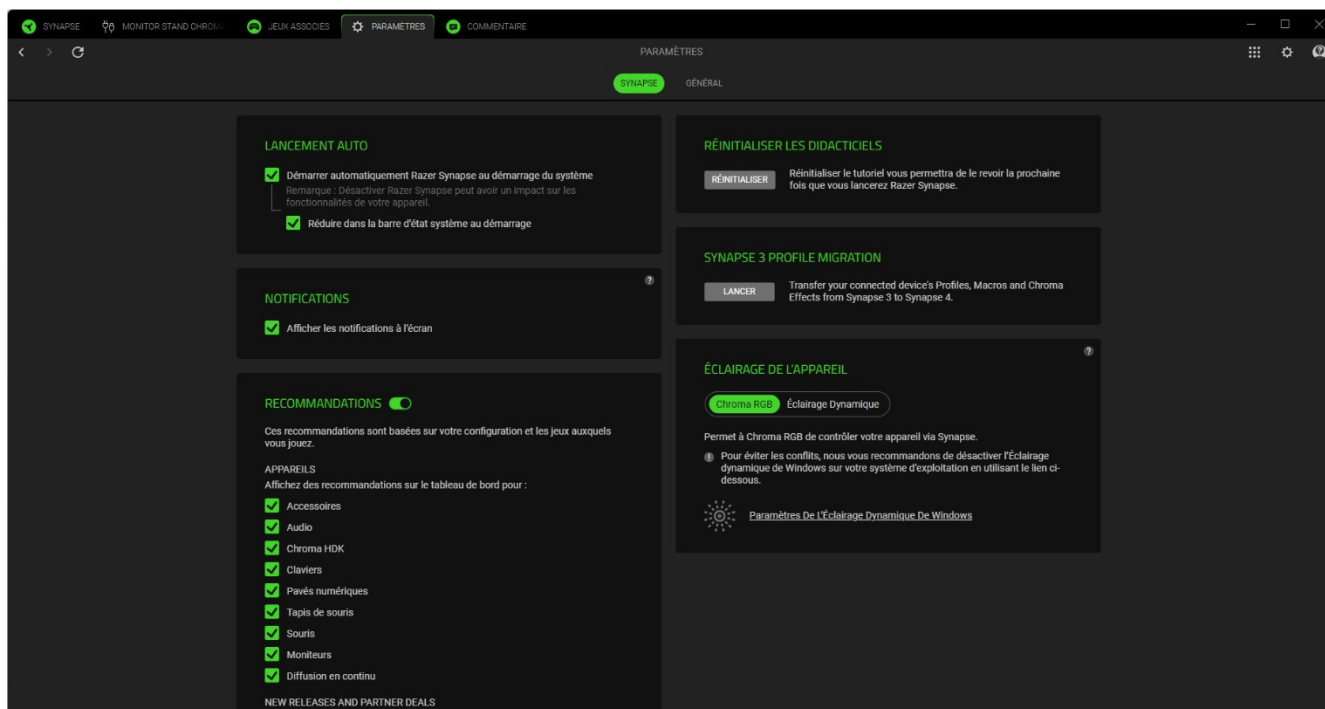 SYNAPSE
MONITOR STAND CHROM
JEUX ASSOCIÉS
PARAMÈTRES
COMMENTAIRE
PARAMÈTRES
SYNAPSE
GÉNÉRAL
LANCEMENT AUTO
Démarrer automatiquement Razer Synapse au démarrage du système
Remarque : Désactiver Razer Synapse peut avoir un impact sur les
fonctionnalités de votre appareil.
Réduire dans la barre d'état système au démarrage
NOTIFICATIONS
Afficher les notifications à l'écran
RECOMMANDATIONS
Ces recommandations sont basées sur votre configuration et les jeux auxquels
vous jouez.
APPAREILS
Affichez des recommandations sur le tableau de bord pour :
Accessoires
Audio
Chroma HDK
Claviers
Pavés numériques
Tapis de souris
Souris
Moniteurs
Diffusion en continu
NEW RELEASES AND PARTNER DEALS
RÉINITIALISER LES DIDACTICIELS
RÉINITIALISER
Réinitialiser le tutoriel vous permettra de le revoir la prochaine
fois que vous lancerez Razer Synapse.
SYNAPSE 3 PROFILE MIGRATION
LANCER
Transfer your connected device's Profiles, Macros and Chroma
Effects from Synapse 3 to Synapse 4.
ÉCLAIRAGE DE L'APPAREIL
Chroma RGB
Éclairage Dynamique
Permet à Chroma RGB de contrôler votre appareil via Synapse.
Pour éviter les conflits, nous vous recommandons de désactiver l'Éclairage
dynamique de Windows sur votre système d'exploitation en utilisant le lien ci-
dessous.
Paramètres De L'Éclairage Dynamique De Windows